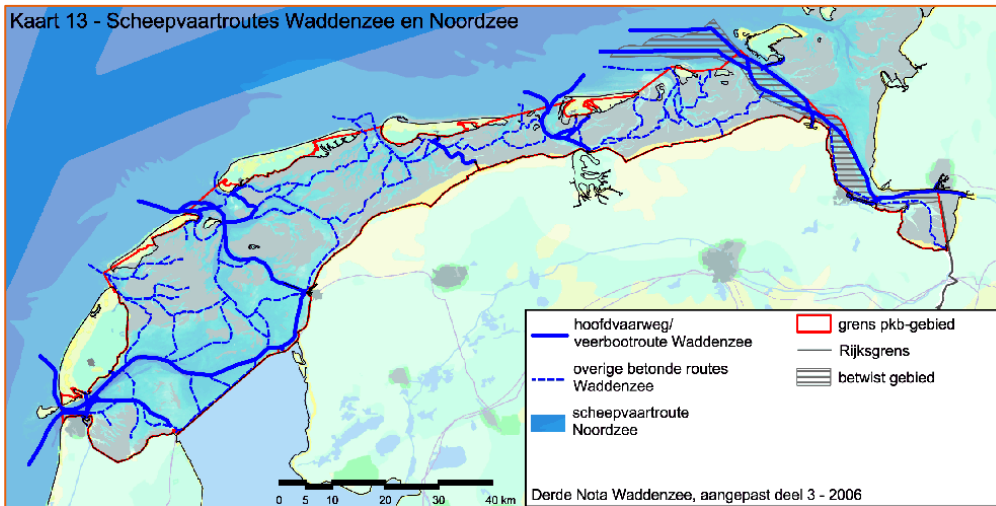 Kaart 13 - Scheepvaartroutes Waddenzee en Noordzee
hoofdvaarweg/
veerbootroute Waddenzee
overige betonde routes
Waddenzee
scheepvaartroute
Noordzee
grens pkb-gebied
Rijksgrens
betwist gebied
0 5 10 20 30 40 km
Derde Nota Waddenzee, aangepast deel 3 - 2006